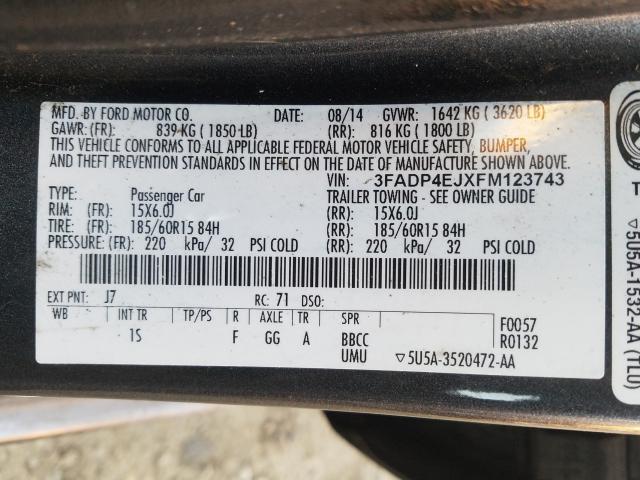 MFD. BY FORD MOTOR CO. DATE: 08/14 GVWR: 1642 KG ( 3620 LB)
GAWR: (FR): 839 KG ( 1850 LB) (RR): 816 KG ( 1800 LB)
THIS VEHICLE CONFORMS TO ALL APPLICABLE FEDERAL MOTOR VEHICLE SAFETY, BUMPER,
AND THEFT PREVENTION STANDARDS IN EFFECT ON THE DATE OF MANUFACTURE SHOWN ABOVE.
VIN: 3FADP4EJXFM123743
TYPE: Passenger Car TRAILER TOWING - SEE OWNER GUIDE
RIM: (FR): 15X6.0J (RR): 15X6.0J
TIRE: (FR): 185/60R15 84H (RR): 185/60R15 84H
PRESSURE: (FR): 220 kPa/ 32 PSI COLD (RR): 220 kPa/ 32 PSI COLD
EXT PNT: J7 RC: 71 DSO:
WB INT TR TP/PS R AXLE TR SPR F0057
1S F GG A BBCC R0132
UMU ▽5U5A-3520472-AA
▽5U5A-1532-AA (TLU)